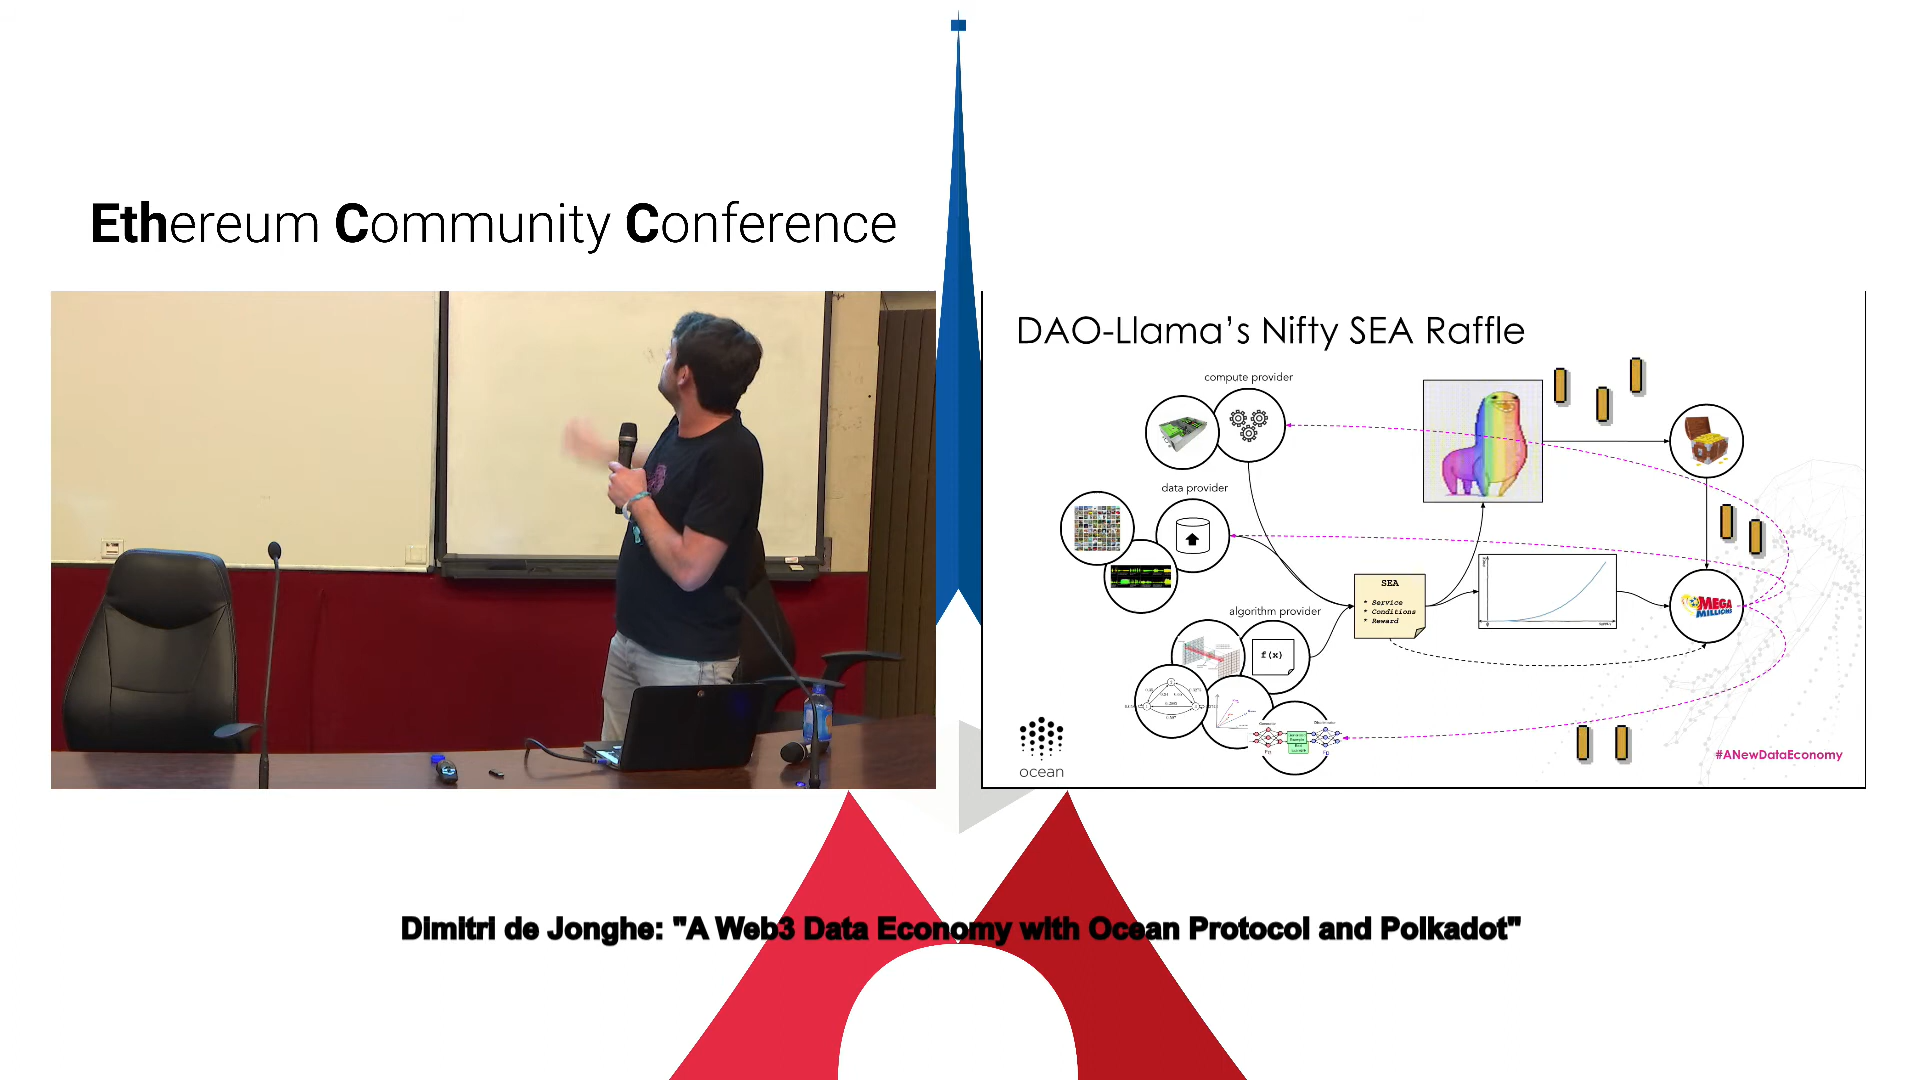 Ethereum Community Conference
DAO-Llama's Nifty SEA Raffle
compute provider
data provider
SEA
* Service
* Conditions
* Reward
algorithm provider
f(x)
MEGA
MILLIONS
ocean
#ANewDataEconomy
Dimitri de Jonghe: "A Web3 Data Economy with Ocean Protocol and Polkadot"